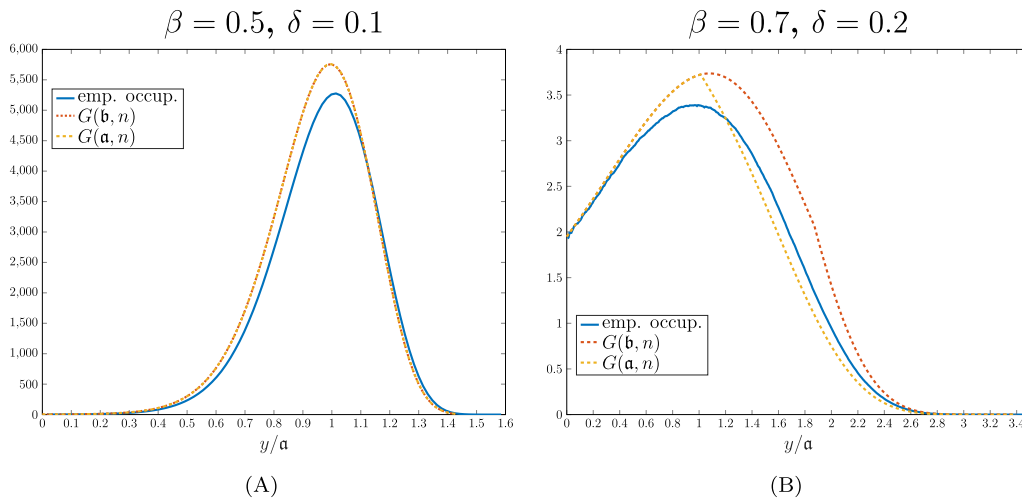 β = 0.5, δ = 0.1
6,000
5,500
5,000
4,500
4,000
3,500
3,000
2,500
2,000
1,500
1,000
500
0
emp. occup.
G(𝔟, n)
G(𝔞, n)
0 0.1 0.2 0.3 0.4 0.5 0.6 0.7 0.8 0.9 1 1.1 1.2 1.3 1.4 1.5 1.6
y/𝔞
(A)
β = 0.7, δ = 0.2
4
3.5
3
2.5
2
1.5
1
0.5
0
emp. occup.
G(𝔟, n)
G(𝔞, n)
0 0.2 0.4 0.6 0.8 1 1.2 1.4 1.6 1.8 2 2.2 2.4 2.6 2.8 3 3.2 3.4
y/𝔞
(B)